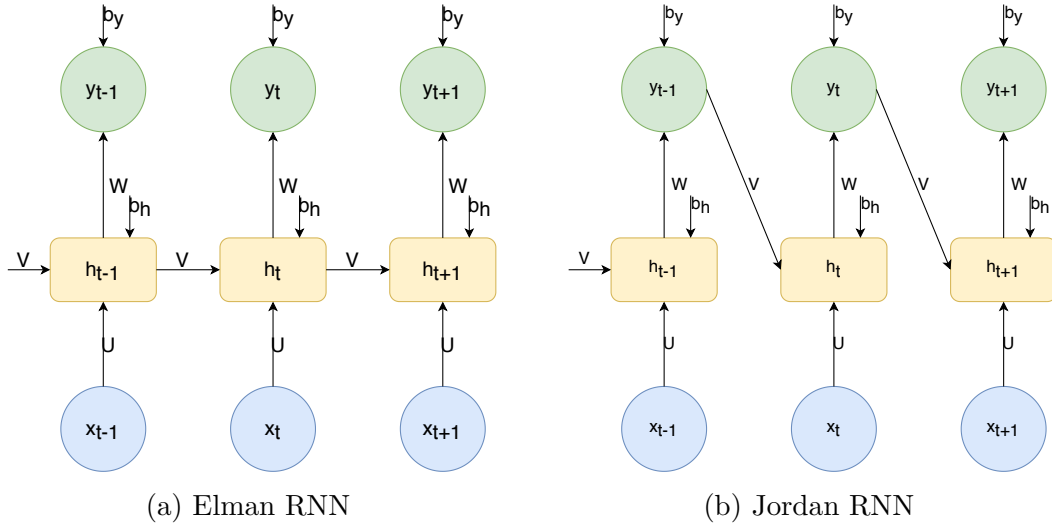 by by by by by by
yt-1 yt yt+1 yt-1 yt yt+1
W W W W V W V W
bh bh bh bh bh bh
V ht-1 V ht V ht+1 V ht-1 ht ht+1
U U U U U U
xt-1 xt xt+1 xt-1 xt xt+1
(a) Elman RNN (b) Jordan RNN